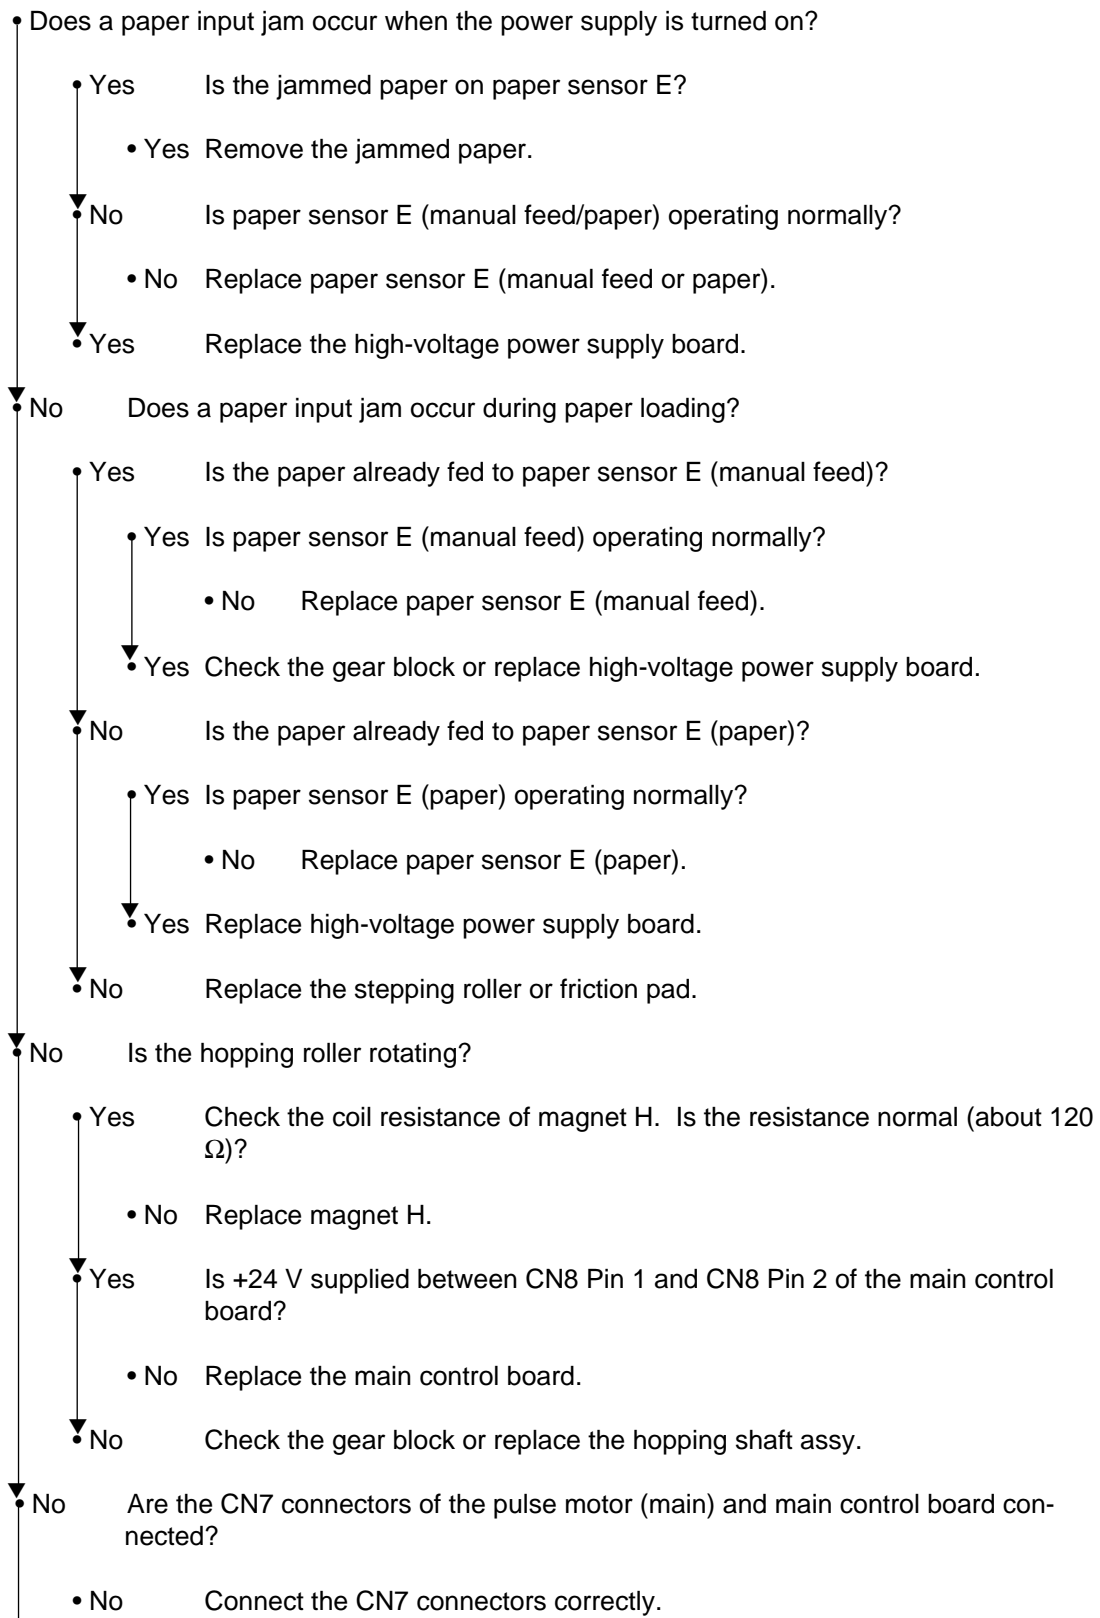 • Does a paper input jam occur when the power supply is turned on?
• Yes Is the jammed paper on paper sensor E?
• Yes Remove the jammed paper.
• No Is paper sensor E (manual feed/paper) operating normally?
• No Replace paper sensor E (manual feed or paper).
• Yes Replace the high-voltage power supply board.
• No Does a paper input jam occur during paper loading?
• Yes Is the paper already fed to paper sensor E (manual feed)?
• Yes Is paper sensor E (manual feed) operating normally?
• No Replace paper sensor E (manual feed).
• Yes Check the gear block or replace high-voltage power supply board.
• No Is the paper already fed to paper sensor E (paper)?
• Yes Is paper sensor E (paper) operating normally?
• No Replace paper sensor E (paper).
• Yes Replace high-voltage power supply board.
• No Replace the stepping roller or friction pad.
• No Is the hopping roller rotating?
• Yes Check the coil resistance of magnet H. Is the resistance normal (about 120
Ω)?
• No Replace magnet H.
• Yes Is +24 V supplied between CN8 Pin 1 and CN8 Pin 2 of the main control
board?
• No Replace the main control board.
• No Check the gear block or replace the hopping shaft assy.
• No Are the CN7 connectors of the pulse motor (main) and main control board con-
nected?
• No Connect the CN7 connectors correctly.